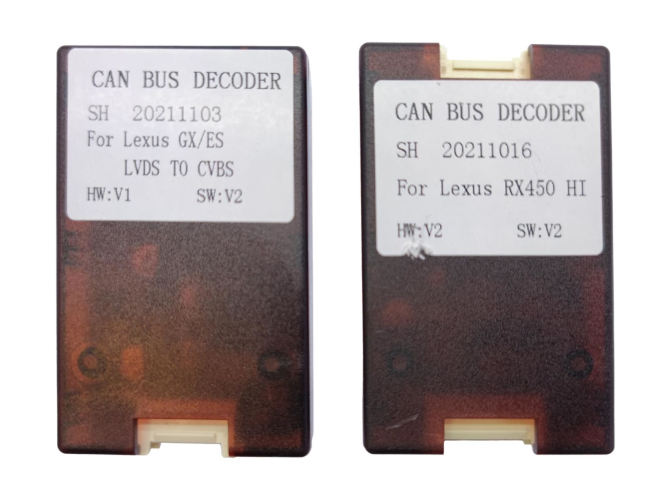 CAN BUS DECODER
SH 20211103
For Lexus GX/ES
LVDS TO CVBS
HW:V1 SW:V2
CAN BUS DECODER
SH 20211016
For Lexus RX450 HI
HW:V2 SW:V2